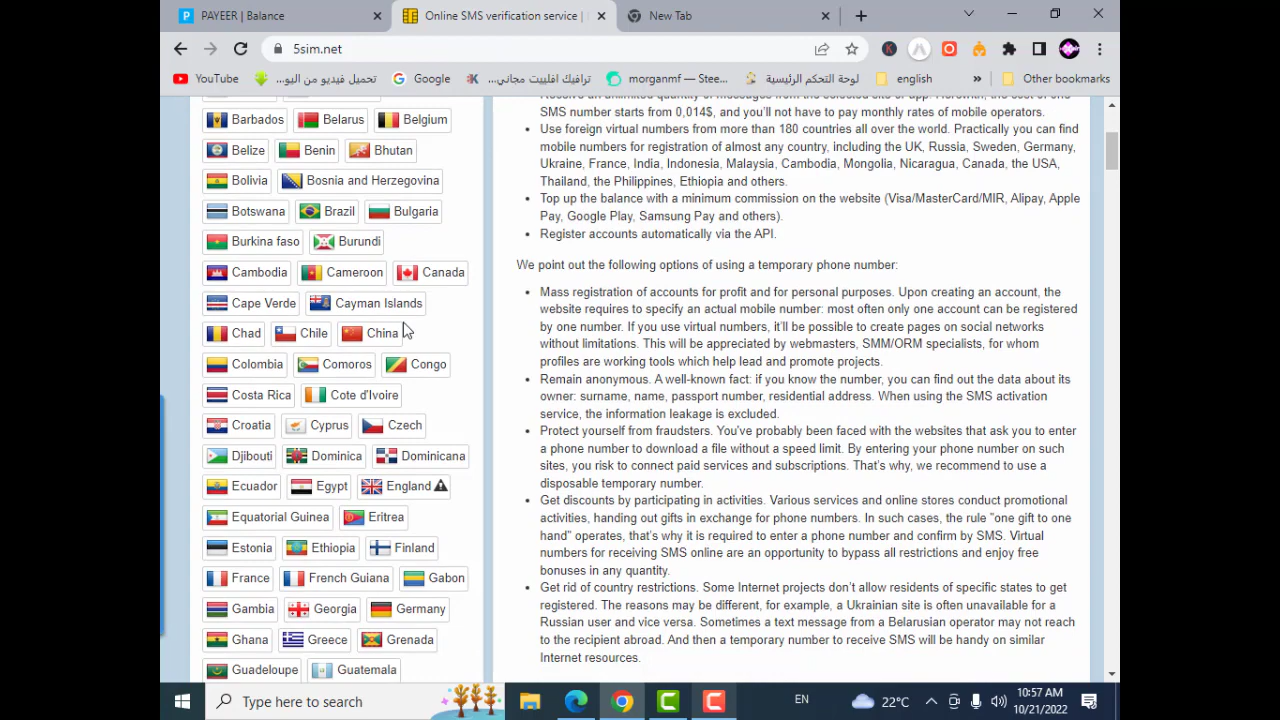 PAYEER | Balance
Online SMS verification service |
New Tab
5sim.net
YouTube
تحميل فيديو من اليو...
Google
ترافيك افلييت مجاني...
morganmf — Stee...
لوحة التحكم الرئيسية
english
»
Other bookmarks
Barbados Belarus Belgium
Belize Benin Bhutan
Bolivia Bosnia and Herzegovina
Botswana Brazil Bulgaria
Burkina faso Burundi
Cambodia Cameroon Canada
Cape Verde Cayman Islands
Chad Chile China
Colombia Comoros Congo
Costa Rica Cote d'Ivoire
Croatia Cyprus Czech
Djibouti Dominica Dominicana
Ecuador Egypt England
Equatorial Guinea Eritrea
Estonia Ethiopia Finland
France French Guiana Gabon
Gambia Georgia Germany
Ghana Greece Grenada
Guadeloupe Guatemala
SMS number starts from 0,014$, and you'll not have to pay monthly rates of mobile operators.
• Use foreign virtual numbers from more than 180 countries all over the world. Practically you can find
mobile numbers for registration of almost any country, including the UK, Russia, Sweden, Germany,
Ukraine, France, India, Indonesia, Malaysia, Cambodia, Mongolia, Nicaragua, Canada, the USA,
Thailand, the Philippines, Ethiopia and others.
• Top up the balance with a minimum commission on the website (Visa/MasterCard/MIR, Alipay, Apple
Pay, Google Play, Samsung Pay and others).
• Register accounts automatically via the API.
We point out the following options of using a temporary phone number:
• Mass registration of accounts for profit and for personal purposes. Upon creating an account, the
website requires to specify an actual mobile number: most often only one account can be registered
by one number. If you use virtual numbers, it'll be possible to create pages on social networks
without limitations. This will be appreciated by webmasters, SMM/ORM specialists, for whom
profiles are working tools which help lead and promote projects.
• Remain anonymous. A well-known fact: if you know the number, you can find out the data about its
owner: surname, name, passport number, residential address. When using the SMS activation
service, the information leakage is excluded.
• Protect yourself from fraudsters. You've probably been faced with the websites that ask you to enter
a phone number to download a file without a speed limit. By entering your phone number on such
sites, you risk to connect paid services and subscriptions. That's why, we recommend to use a
disposable temporary number.
• Get discounts by participating in activities. Various services and online stores conduct promotional
activities, handing out gifts in exchange for phone numbers. In such cases, the rule "one gift to one
hand" operates, that's why it is required to enter a phone number and confirm by SMS. Virtual
numbers for receiving SMS online are an opportunity to bypass all restrictions and enjoy free
bonuses in any quantity.
• Get rid of country restrictions. Some Internet projects don't allow residents of specific states to get
registered. The reasons may be different, for example, a Ukrainian site is often unavailable for a
Russian user and vice versa. Sometimes a text message from a Belarusian operator may not reach
to the recipient abroad. And then a temporary number to receive SMS will be handy on similar
Internet resources.
Type here to search
EN
22°C
10:57 AM
10/21/2022